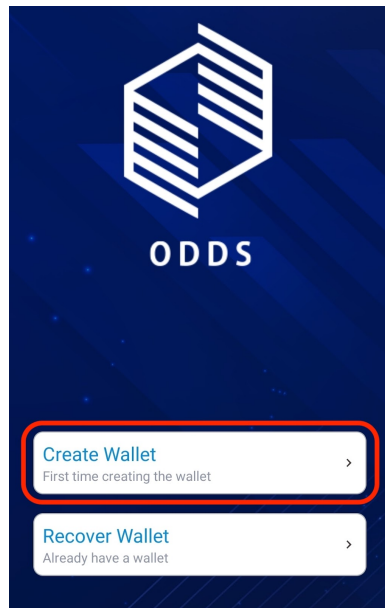 ODDS
Create Wallet
First time creating the wallet
Recover Wallet
Already have a wallet